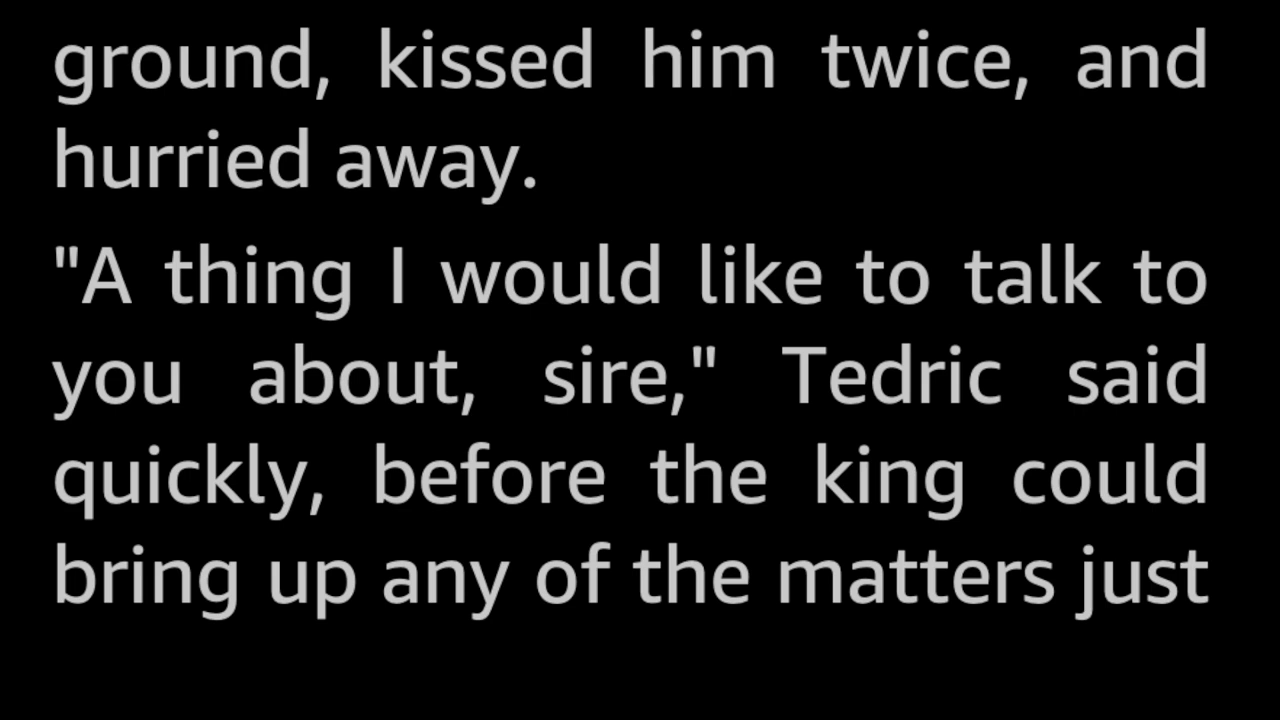 ground, kissed him twice, and
hurried away.
"A thing I would like to talk to
you about, sire," Tedric said
quickly, before the king could
bring up any of the matters just